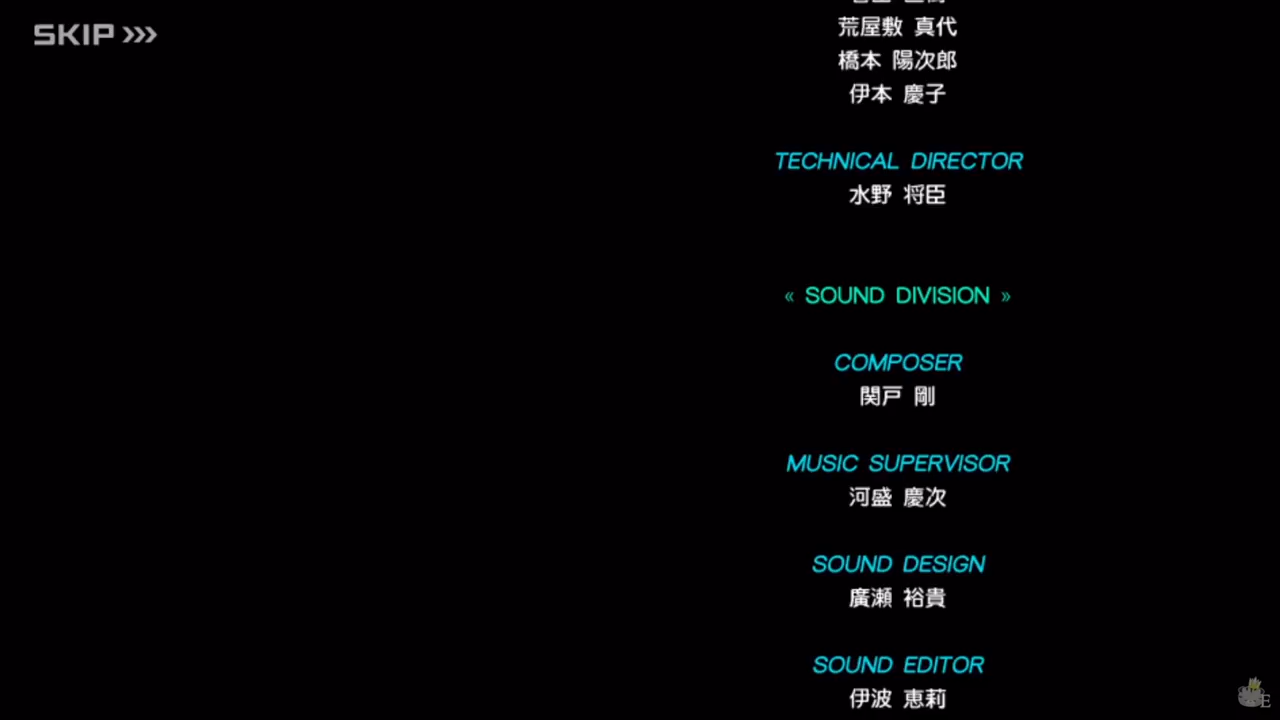 SKIP >>>
荒屋敷 真代
橋本 陽次郎
伊本 慶子
TECHNICAL DIRECTOR
水野 将臣
« SOUND DIVISION »
COMPOSER
関戸 剛
MUSIC SUPERVISOR
河盛 慶次
SOUND DESIGN
廣瀬 裕貴
SOUND EDITOR
伊波 恵莉
E